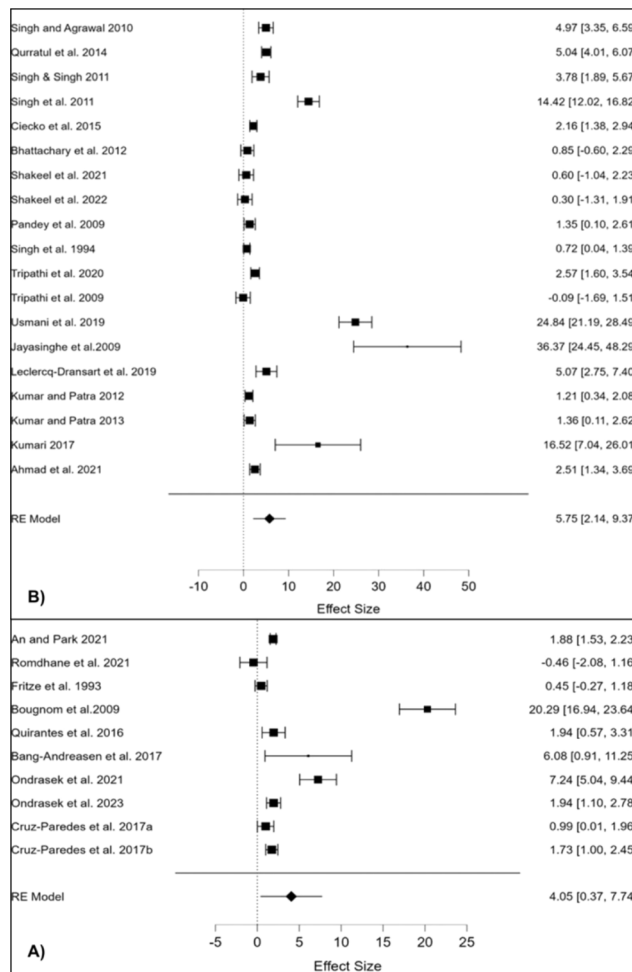 Singh and Agrawal 2010 4.97 [3.35, 6.59
Qurratul et al. 2014 5.04 [4.01, 6.07
Singh & Singh 2011 3.78 [1.89, 5.67
Singh et al. 2011 14.42 [12.02, 16.82
Ciecko et al. 2015 2.16 [1.38, 2.94
Bhattachary et al. 2012 0.85 [-0.60, 2.29
Shakeel et al. 2021 0.60 [-1.04, 2.23
Shakeel et al. 2022 0.30 [-1.31, 1.91
Pandey et al. 2009 1.35 [0.10, 2.61
Singh et al. 1994 0.72 [0.04, 1.39
Tripathi et al. 2020 2.57 [1.60, 3.54
Tripathi et al. 2009 -0.09 [-1.69, 1.51
Usmani et al. 2019 24.84 [21.19, 28.49
Jayasinghe et al.2009 36.37 [24.45, 48.29
Leclercq-Dransart et al. 2019 5.07 [2.75, 7.40
Kumar and Patra 2012 1.21 [0.34, 2.08
Kumar and Patra 2013 1.36 [0.11, 2.62
Kumari 2017 16.52 [7.04, 26.01
Ahmad et al. 2021 2.51 [1.34, 3.69
RE Model 5.75 [2.14, 9.37
-10 0 10 20 30 40 50
Effect Size
B)
An and Park 2021 1.88 [1.53, 2.23
Romdhane et al. 2021 -0.46 [-2.08, 1.16
Fritze et al. 1993 0.45 [-0.27, 1.18
Bougnom et al.2009 20.29 [16.94, 23.64
Quirantes et al. 2016 1.94 [0.57, 3.31
Bang-Andreasen et al. 2017 6.08 [0.91, 11.25
Ondrasek et al. 2021 7.24 [5.04, 9.44
Ondrasek et al. 2023 1.94 [1.10, 2.78
Cruz-Paredes et al. 2017a 0.99 [0.01, 1.96
Cruz-Paredes et al. 2017b 1.73 [1.00, 2.45
RE Model 4.05 [0.37, 7.74
-5 0 5 10 15 20 25
Effect Size
A)